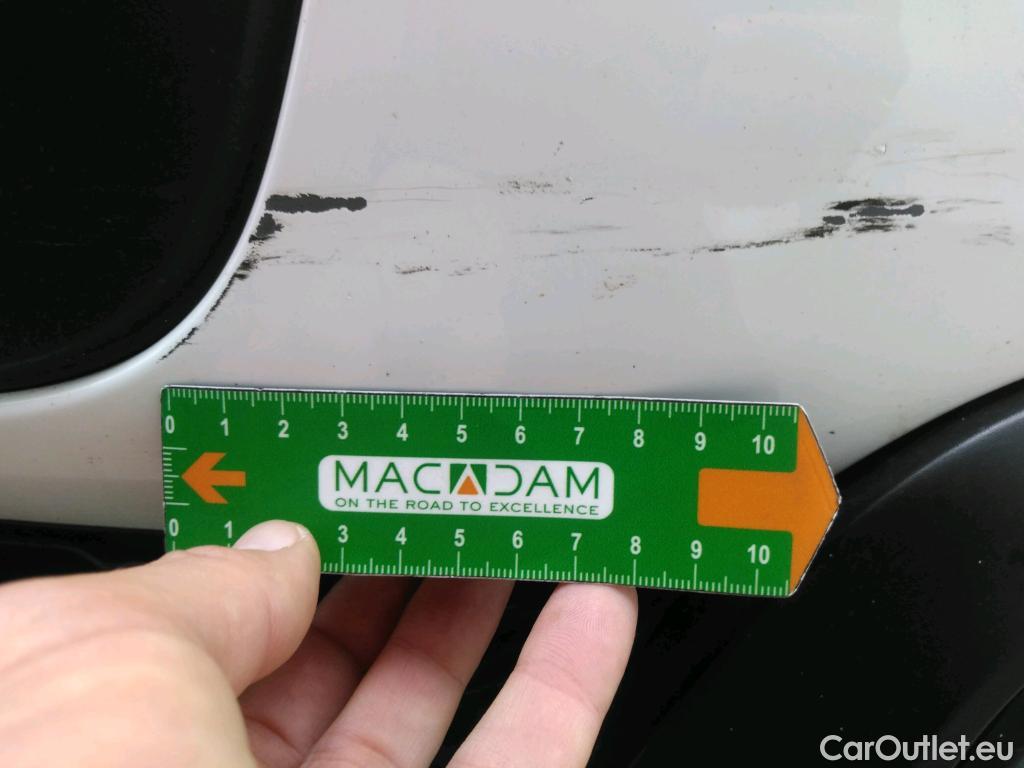 0 1 2 3 4 5 6 7 8 9 10
MACADAM
ON THE ROAD TO EXCELLENCE
0 1 3 4 5 6 7 8 9 10
CarOutlet.eu